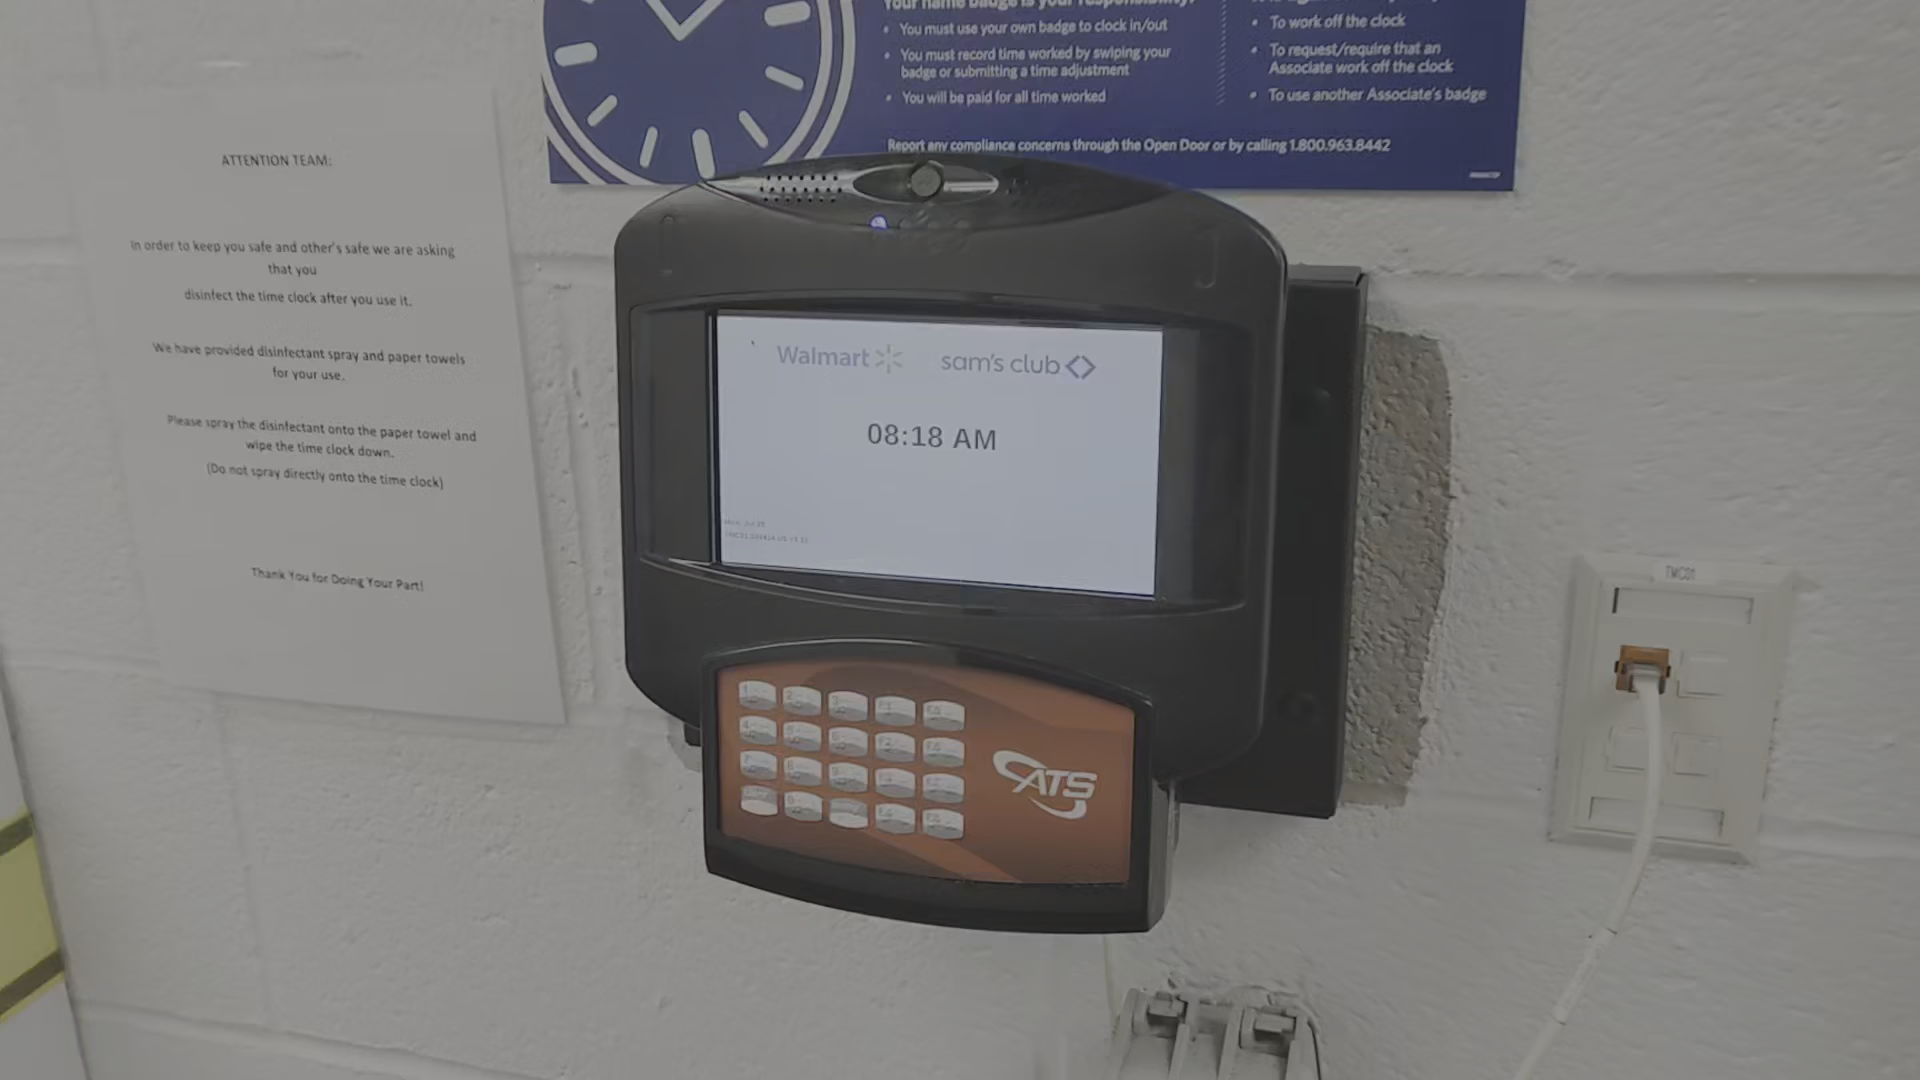 Your name badge is your responsibility.
• You must use your own badge to clock in/out
• You must record time worked by swiping your
badge or submitting a time adjustment
• You will be paid for all time worked
• To work off the clock
• To request/require that an
Associate work off the clock
• To use another Associate's badge
Report any compliance concerns through the Open Door or by calling 1.800.963.8442
ATTENTION TEAM:
In order to keep you safe and other's safe we are asking
that you
disinfect the time clock after you use it.
We have provided disinfectant spray and paper towels
for your use.
Please spray the disinfectant onto the paper towel and
wipe the time clock down.
(Do not spray directly onto the time clock)
Thank You for Doing Your Part!
Walmart sam's club
08:18 AM
TMC01
ATS